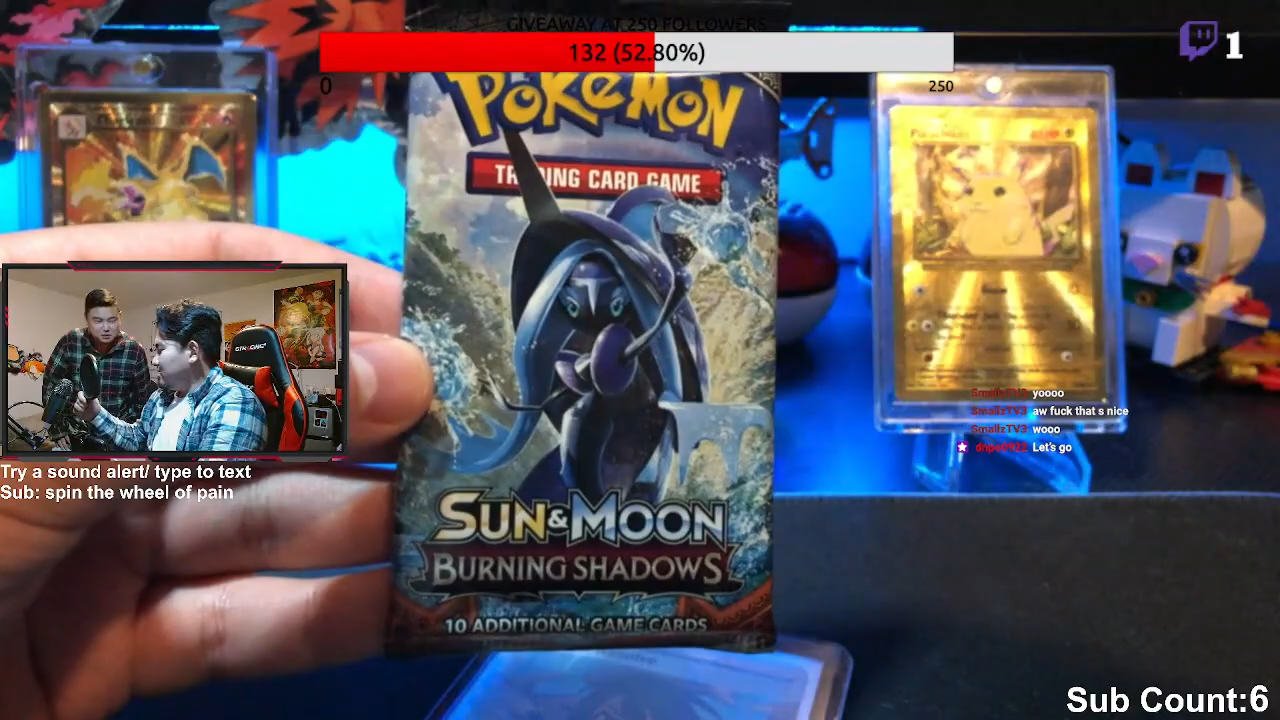 GIVEAWAY AT 250 FOLLOWERS
132 (52.80%)
0
250
1
POKÉMON
TRADING CARD GAME
SUN & MOON
BURNING SHADOWS
10 ADDITIONAL GAME CARDS
SmallzTV3 yoooo
SmallzTV3 aw fuck that s nice
SmallzTV3 wooo
Let's go
Try a sound alert/ type to text
Sub: spin the wheel of pain
Sub Count:6